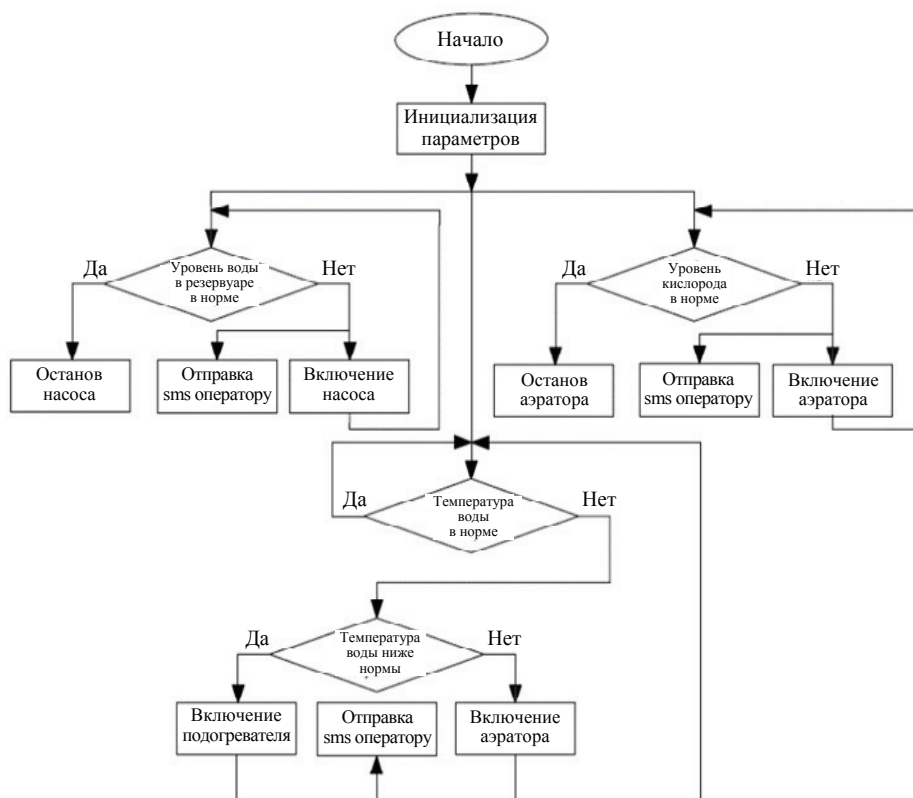 Начало
Инициализация
параметров
Да
Уровень воды
в резервуаре
в норме
Нет
Да
Уровень
кислорода
в норме
Нет
Останов
насоса
Отправка
sms оператору
Включение
насоса
Останов
аэратора
Отправка
sms оператору
Включение
аэратора
Да
Температура
воды
в норме
Нет
Да
Температура
воды ниже
нормы
Нет
Включение
подогревателя
Отправка
sms оператору
Включение
аэратора